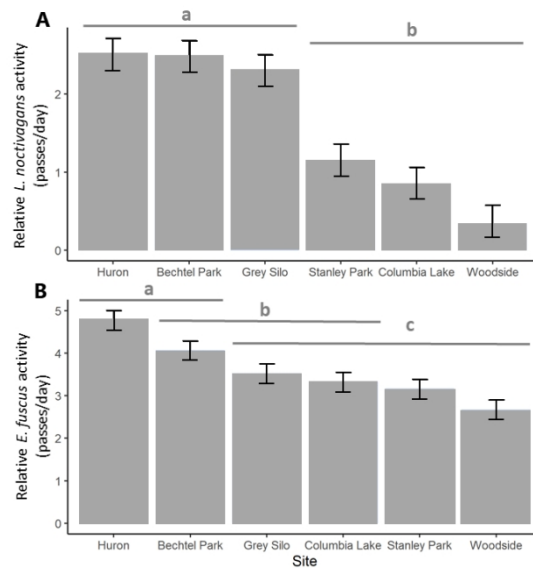 A
a
b
Relative L. noctivagans activity
(passes/day)
2
1
0
Huron Bechtel Park Grey Silo Stanley Park Columbia Lake Woodside
B
a
b
c
Relative E. fuscus activity
(passes/day)
5
4
3
2
1
0
Huron Bechtel Park Grey Silo Columbia Lake Stanley Park Woodside
Site